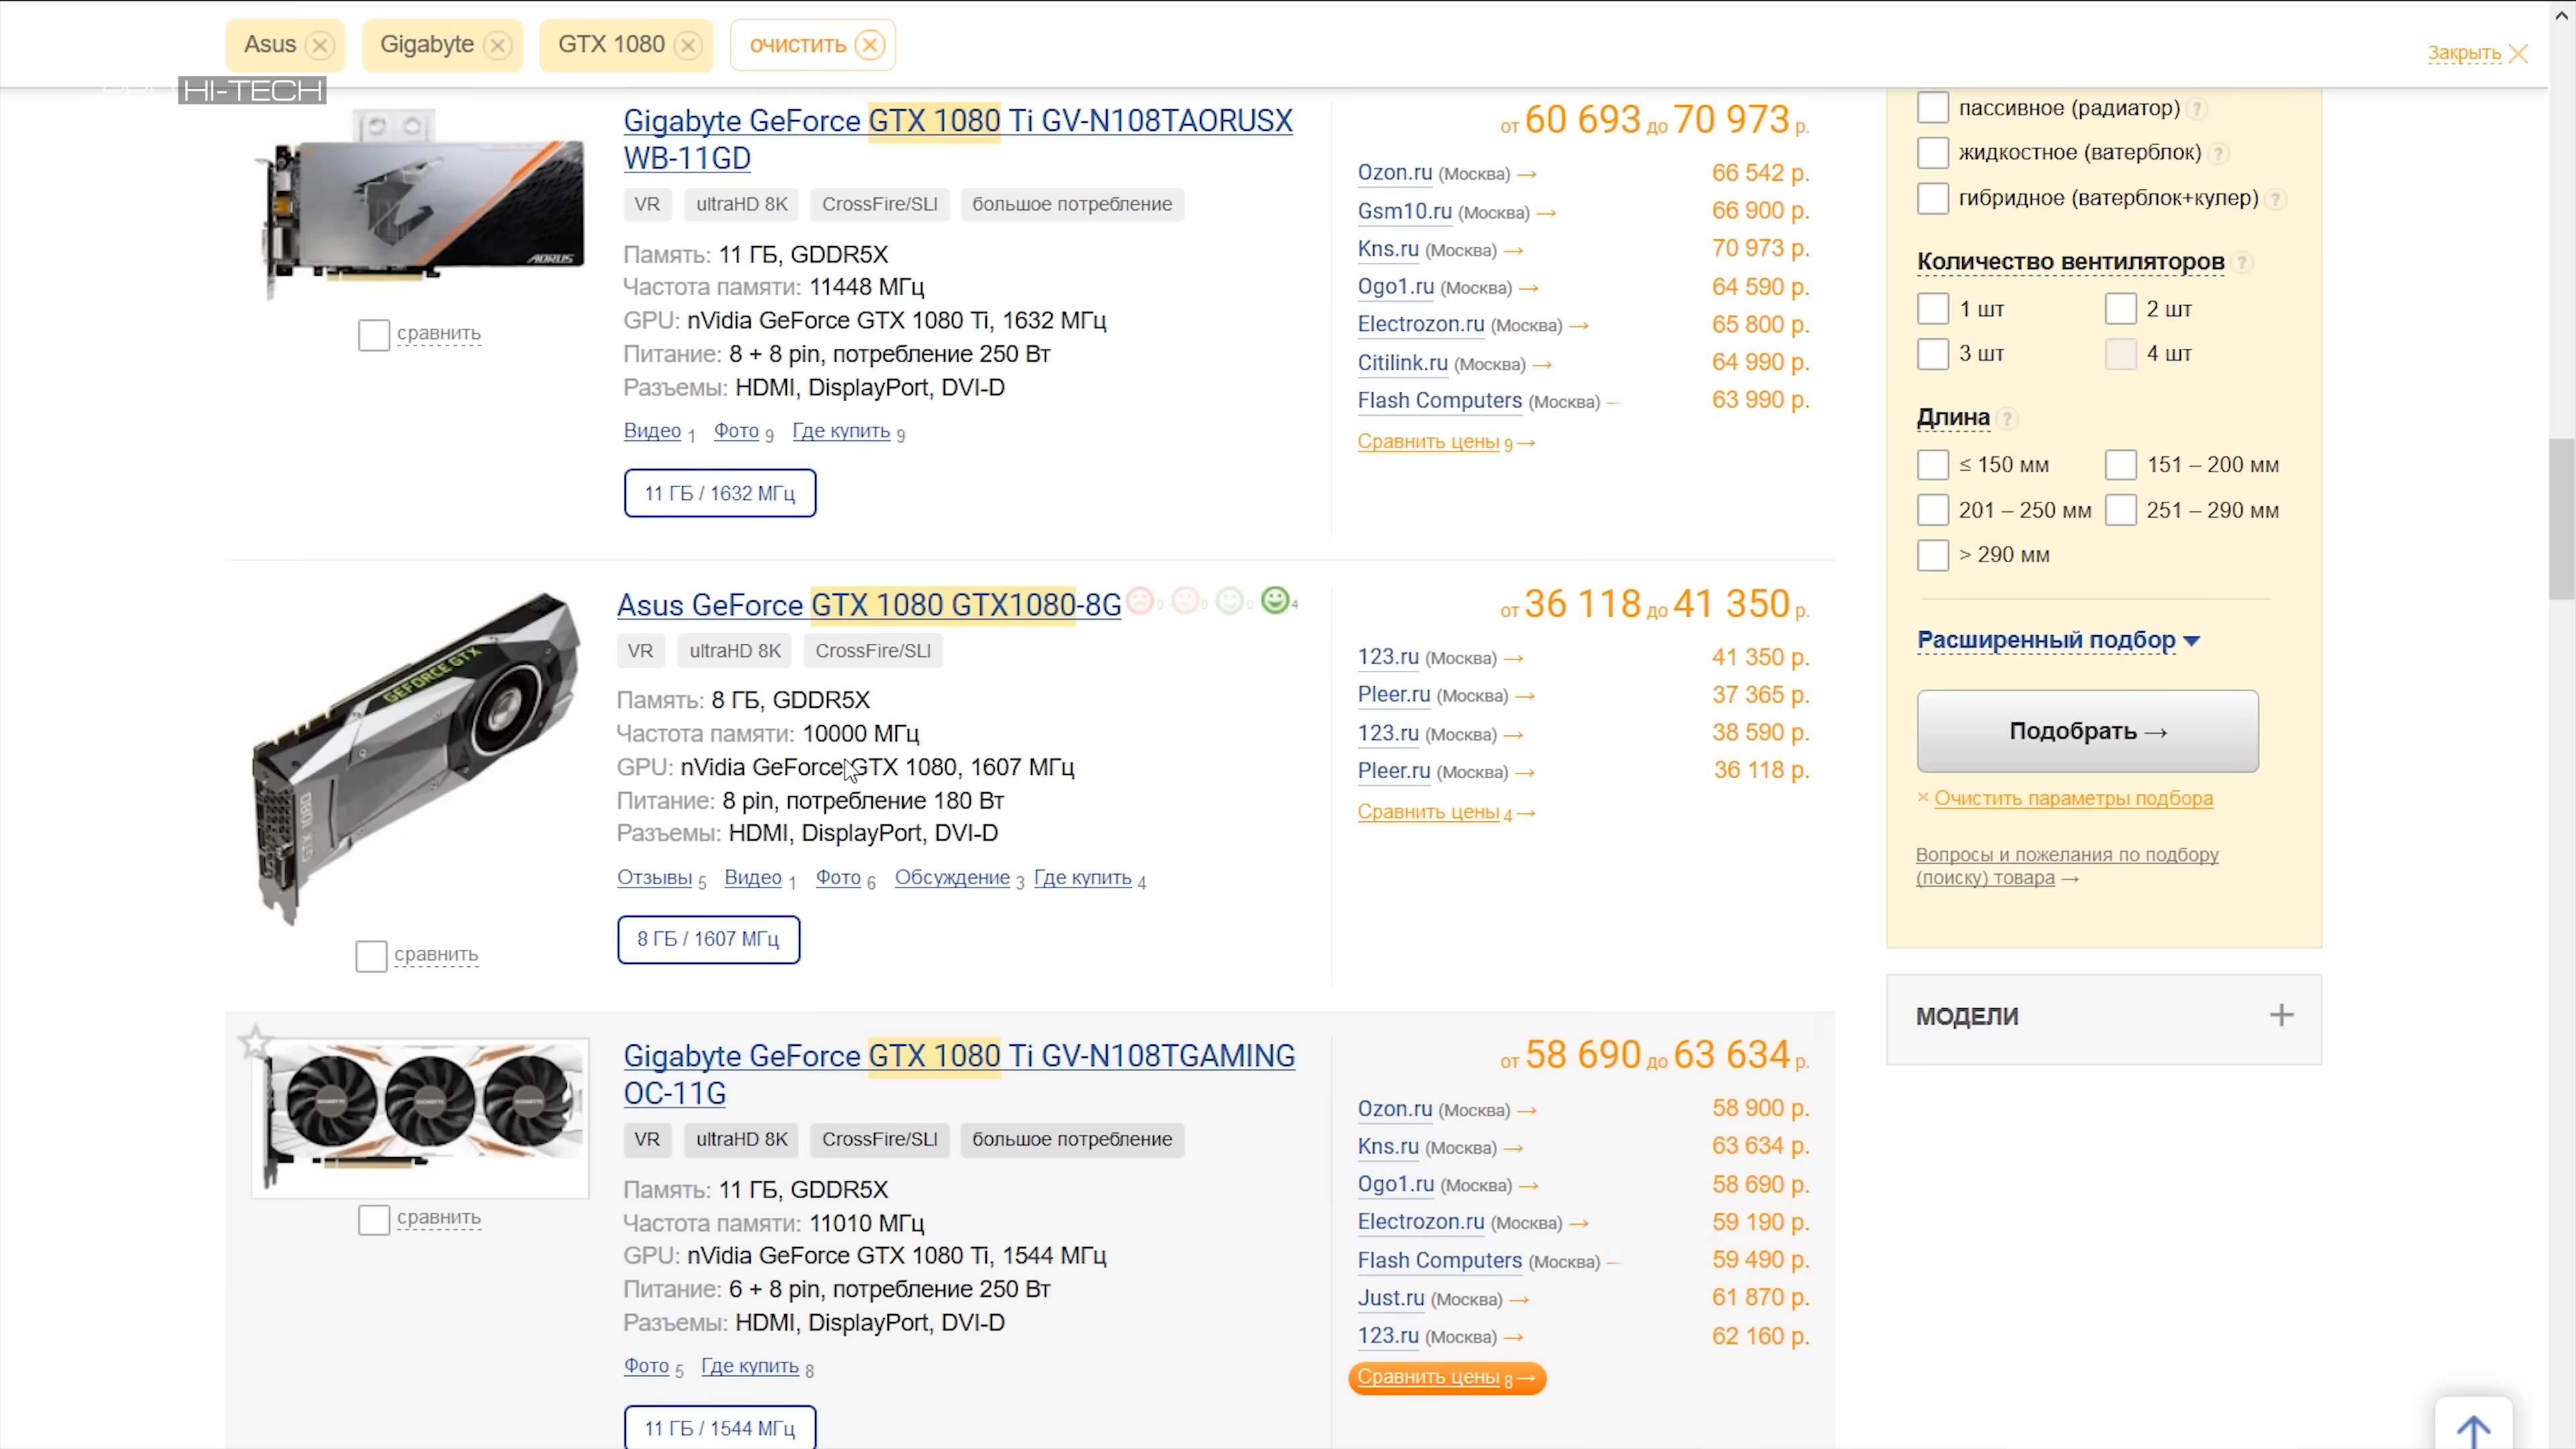 Asus
Gigabyte
GTX 1080
очистить
Закрыть
HI-TECH
AORUS
сравнить
Gigabyte GeForce GTX 1080 Ti GV-N108TAORUSX
WB-11GD
VR ultraHD 8K CrossFire/SLI большое потребление
Память: 11 ГБ, GDDR5X
Частота памяти: 11448 МГц
GPU: nVidia GeForce GTX 1080 Ti, 1632 МГц
Питание: 8 + 8 pin, потребление 250 Вт
Разъемы: HDMI, DisplayPort, DVI-D
Видео 1 Фото 9 Где купить 9
11 ГБ / 1632 МГц
от 60 693 до 70 973 р.
Ozon.ru (Москва) → 66 542 р.
Gsm10.ru (Москва) → 66 900 р.
Kns.ru (Москва) → 70 973 р.
Ogo1.ru (Москва) → 64 590 р.
Electrozon.ru (Москва) → 65 800 р.
Citilink.ru (Москва) → 64 990 р.
Flash Computers (Москва) 63 990 р.
Сравнить цены 9 →
GEFORCE GTX
GTX 1080
сравнить
Asus GeForce GTX 1080 GTX1080-8G 0 0 0 4
VR ultraHD 8K CrossFire/SLI
Память: 8 ГБ, GDDR5X
Частота памяти: 10000 МГц
GPU: nVidia GeForce GTX 1080, 1607 МГц
Питание: 8 pin, потребление 180 Вт
Разъемы: HDMI, DisplayPort, DVI-D
Отзывы 5 Видео 1 Фото 6 Обсуждение 3 Где купить 4
8 ГБ / 1607 МГц
от 36 118 до 41 350 р.
123.ru (Москва) → 41 350 р.
Pleer.ru (Москва) → 37 365 р.
123.ru (Москва) → 38 590 р.
Pleer.ru (Москва) → 36 118 р.
Сравнить цены 4 →
сравнить
Gigabyte GeForce GTX 1080 Ti GV-N108TGAMING
OC-11G
VR ultraHD 8K CrossFire/SLI большое потребление
Память: 11 ГБ, GDDR5X
Частота памяти: 11010 МГц
GPU: nVidia GeForce GTX 1080 Ti, 1544 МГц
Питание: 6 + 8 pin, потребление 250 Вт
Разъемы: HDMI, DisplayPort, DVI-D
Фото 5 Где купить 8
11 ГБ / 1544 МГц
от 58 690 до 63 634 р.
Ozon.ru (Москва) → 58 900 р.
Kns.ru (Москва) → 63 634 р.
Ogo1.ru (Москва) → 58 690 р.
Electrozon.ru (Москва) → 59 190 р.
Flash Computers (Москва) 59 490 р.
Just.ru (Москва) → 61 870 р.
123.ru (Москва) → 62 160 р.
Сравнить цены 8 →
пассивное (радиатор) ?
жидкостное (ватерблок) ?
гибридное (ватерблок+кулер) ?
Количество вентиляторов ?
1 шт 2 шт
3 шт 4 шт
Длина ?
≤ 150 мм 151 – 200 мм
201 – 250 мм 251 – 290 мм
> 290 мм
Расширенный подбор
Подобрать →
× Очистить параметры подбора
Вопросы и пожелания по подбору
(поиску) товара →
МОДЕЛИ +